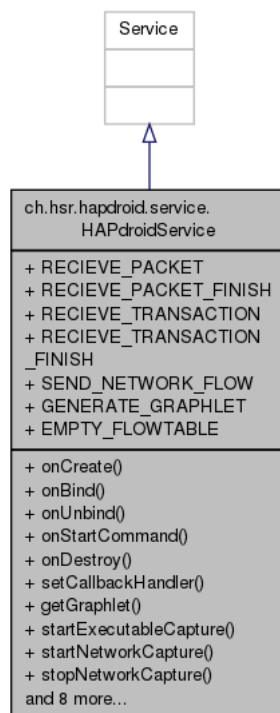 Service
ch.hsr.hapdroid.service.
HAPdroidService
+ RECIEVE_PACKET
+ RECIEVE_PACKET_FINISH
+ RECIEVE_TRANSACTION
+ RECIEVE_TRANSACTION
_FINISH
+ SEND_NETWORK_FLOW
+ GENERATE_GRAPHLET
+ EMPTY_FLOWTABLE
+ onCreate()
+ onBind()
+ onUnbind()
+ onStartCommand()
+ onDestroy()
+ setCallbackHandler()
+ getGraphlet()
+ startExecutableCapture()
+ startNetworkCapture()
+ stopNetworkCapture()
and 8 more...